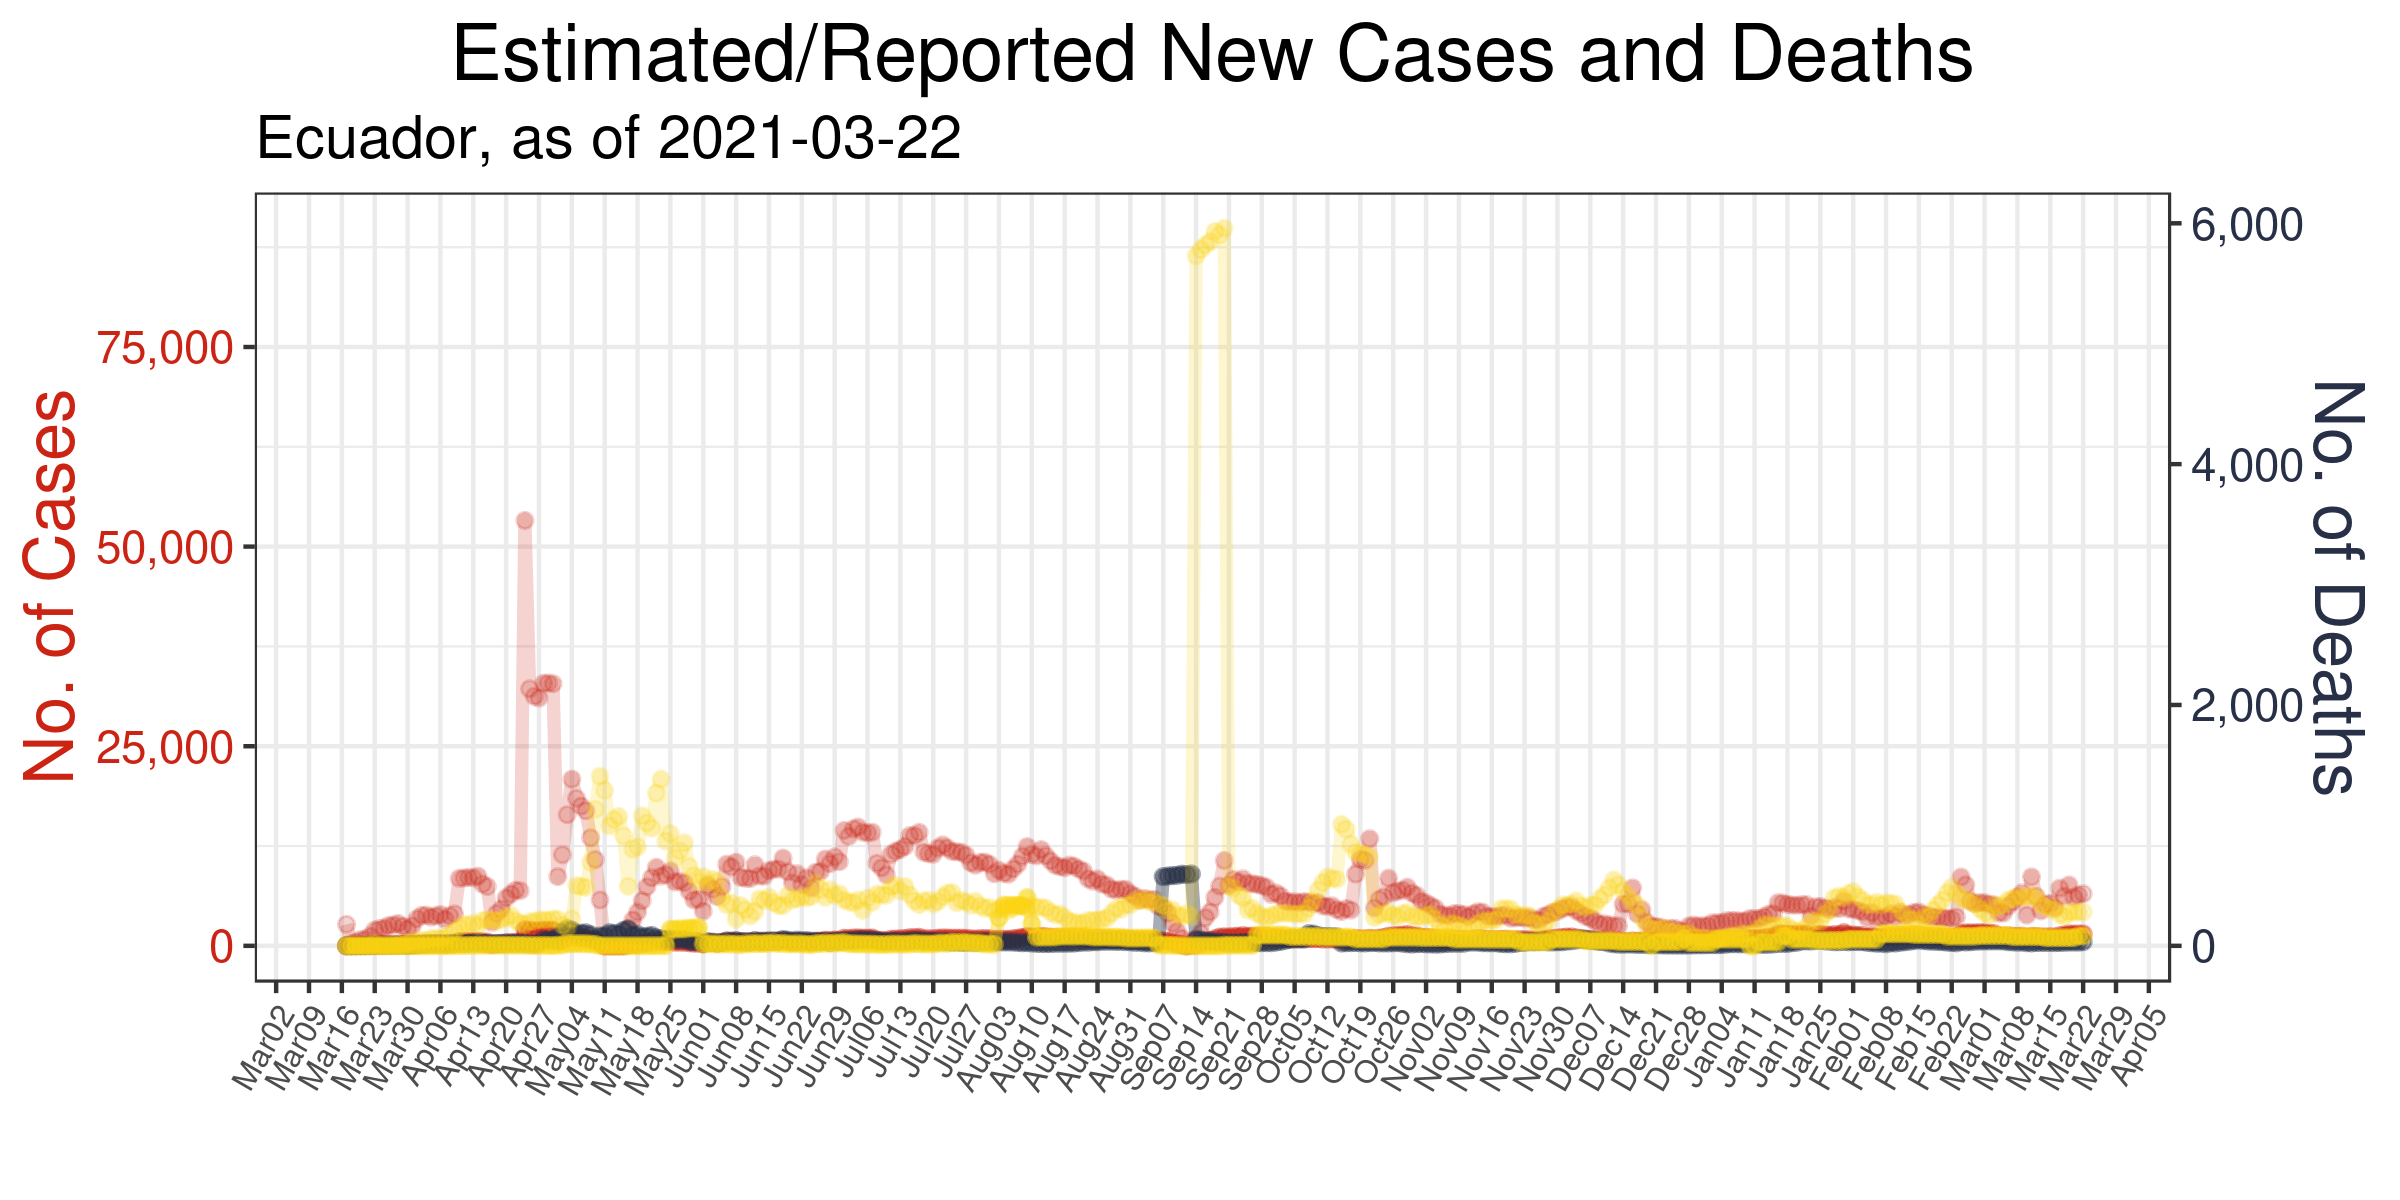 Estimated/Reported New Cases and Deaths
Ecuador, as of 2021-03-22
No. of Cases
75,000
50,000
25,000
0
6,000
4,000
2,000
0
No. of Deaths
Mar02
Mar09
Mar16
Mar23
Mar30
Apr06
Apr13
Apr20
Apr27
May04
May11
May18
May25
Jun01
Jun08
Jun15
Jun22
Jun29
Jul06
Jul13
Jul20
Jul27
Aug03
Aug10
Aug17
Aug24
Aug31
Sep07
Sep14
Sep21
Sep28
Oct05
Oct12
Oct19
Oct26
Nov02
Nov09
Nov16
Nov23
Nov30
Dec07
Dec14
Dec21
Dec28
Jan04
Jan11
Jan18
Jan25
Feb01
Feb08
Feb15
Feb22
Mar01
Mar08
Mar15
Mar22
Mar29
Apr05